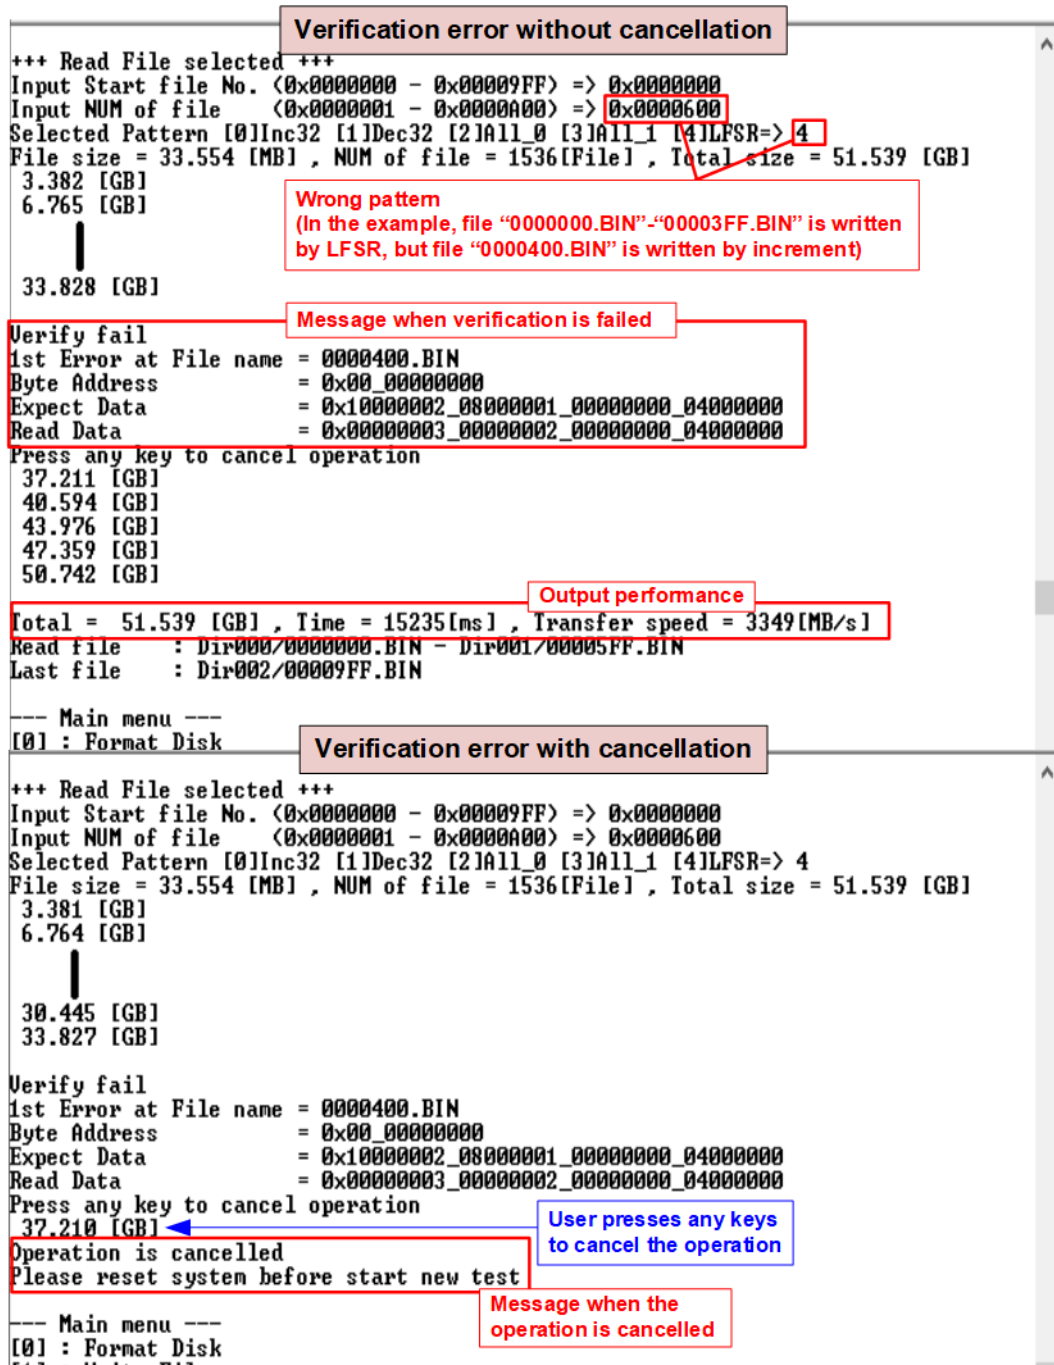 Verification error without cancellation
+++ Read File selected +++
Input Start file No. (0x0000000 - 0x00009FF) => 0x0000000
Input NUM of file    (0x0000001 - 0x0000A00) => 0x0000600
Selected Pattern [0]Inc32 [1]Dec32 [2]All_0 [3]All_1 [4]LFSR=> 4
File size = 33.554 [MB] , NUM of file = 1536[File] , Total size = 51.539 [GB]
3.382 [GB]
6.765 [GB]
Wrong pattern
(In the example, file “0000000.BIN”-“00003FF.BIN” is written
by LFSR, but file “0000400.BIN” is written by increment)
33.828 [GB]
Message when verification is failed
Verify fail
1st Error at File name = 0000400.BIN
Byte Address           = 0x00_00000000
Expect Data            = 0x10000002_08000001_00000000_04000000
Read Data              = 0x00000003_00000002_00000000_04000000
Press any key to cancel operation
37.211 [GB]
40.594 [GB]
43.976 [GB]
47.359 [GB]
50.742 [GB]
Output performance
Total =  51.539 [GB] , Time = 15235[ms] , Transfer speed = 3349[MB/s]
Read file    : Dir000/0000000.BIN - Dir001/00005FF.BIN
Last file    : Dir002/00009FF.BIN
--- Main menu ---
[0] : Format Disk
Verification error with cancellation
+++ Read File selected +++
Input Start file No. (0x0000000 - 0x00009FF) => 0x0000000
Input NUM of file    (0x0000001 - 0x0000A00) => 0x0000600
Selected Pattern [0]Inc32 [1]Dec32 [2]All_0 [3]All_1 [4]LFSR=> 4
File size = 33.554 [MB] , NUM of file = 1536[File] , Total size = 51.539 [GB]
3.381 [GB]
6.764 [GB]
30.445 [GB]
33.827 [GB]
Verify fail
1st Error at File name = 0000400.BIN
Byte Address           = 0x00_00000000
Expect Data            = 0x10000002_08000001_00000000_04000000
Read Data              = 0x00000003_00000002_00000000_04000000
Press any key to cancel operation
37.210 [GB]
User presses any keys
to cancel the operation
Operation is cancelled
Please reset system before start new test
Message when the
operation is cancelled
--- Main menu ---
[0] : Format Disk